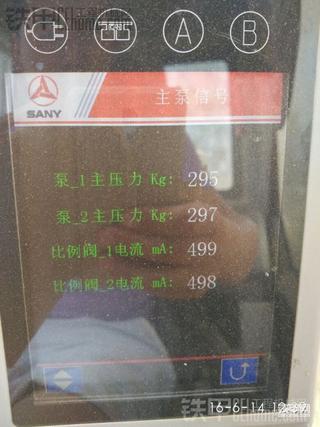 A B
SANY
主泵信号
泵_1主压力 Kg: 295
泵_2主压力 Kg: 297
比例阀_1电流 mA: 499
比例阀_2电流 mA: 498
铁甲
16-6-14